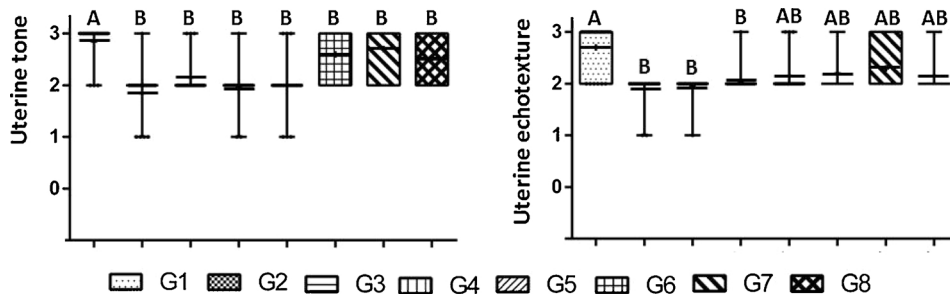 A B B B B B B B
3
2
1
0
Uterine tone
A B B B AB AB AB AB
3
2
1
0
Uterine echotexture
G1 G2 G3 G4 G5 G6 G7 G8